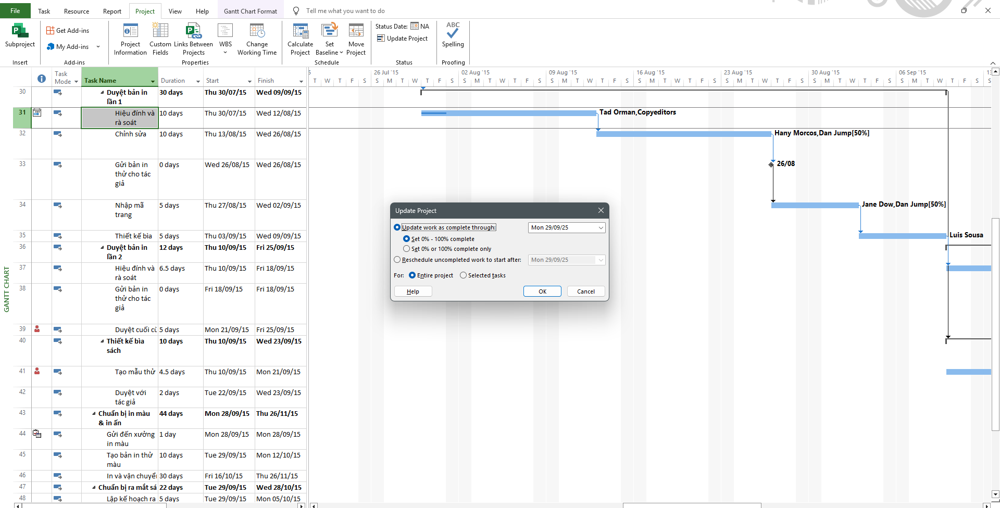 File Task Resource Report Project View Help Gantt Chart Format Tell me what you want to do
Subproject
Insert
Get Add-ins
My Add-ins
Add-ins
Project Information
Custom Fields
Links Between Projects
WBS
Change Working Time
Properties
Calculate Project
Set Baseline
Move Project
Schedule
Status Date: NA
Update Project
Status
ABC
Spelling
Proofing
Task Mode Task Name Duration Start Finish
26 Jul '15 02 Aug '15 09 Aug '15 16 Aug '15 23 Aug '15 30 Aug '15 06 Sep '15
T W T F S S M T W T F S S M T W T F S S M T W T F S S M T W T F S S M T W T F S S M T W T F S S M T W T F S
30 Duyệt bản in lần 1 30 days Thu 30/07/15 Wed 09/09/15
31 Hiệu đính và rà soát 10 days Thu 30/07/15 Wed 12/08/15 Tad Orman,Copyeditors
32 Chỉnh sửa 10 days Thu 13/08/15 Wed 26/08/15 Hany Morcos,Dan Jump[50%]
33 Gửi bản in thử cho tác giả 0 days Wed 26/08/15 Wed 26/08/15 26/08
34 Nhập mã trang 5 days Thu 27/08/15 Wed 02/09/15 Jane Dow,Dan Jump[50%]
35 Thiết kế bìa 5 days Thu 03/09/15 Wed 09/09/15 Luis Sousa
36 Duyệt bản in lần 2 12 days Thu 10/09/15 Fri 25/09/15
37 Hiệu đính và rà soát 6.5 days Thu 10/09/15 Fri 18/09/15
38 Gửi bản in thử cho tác giả 0 days Fri 18/09/15 Fri 18/09/15
39 Duyệt cuối 5 days Mon 21/09/15 Fri 25/09/15
40 Thiết kế bìa sách 10 days Thu 10/09/15 Wed 23/09/15
41 Tạo mẫu thử 4.5 days Thu 10/09/15 Mon 21/09/15
42 Duyệt với tác giả 2 days Tue 22/09/15 Wed 23/09/15
43 Chuẩn bị in màu & in ấn 44 days Mon 28/09/15 Thu 26/11/15
44 Gửi đến xưởng in màu 1 day Mon 28/09/15 Mon 28/09/15
45 Tạo bản in thử màu 10 days Tue 29/09/15 Mon 12/10/15
46 In và vận chuyển 30 days Fri 16/10/15 Thu 26/11/15
47 Chuẩn bị ra mắt sá 22 days Tue 29/09/15 Wed 28/10/15
48 Lập kế hoạch ra 5 days Tue 29/09/15 Mon 05/10/15
GANTT CHART
Update Project
Update work as complete through: Mon 29/09/25
Set 0% - 100% complete
Set 0% or 100% complete only
Reschedule uncompleted work to start after: Mon 29/09/25
For: Entire project Selected tasks
Help OK Cancel